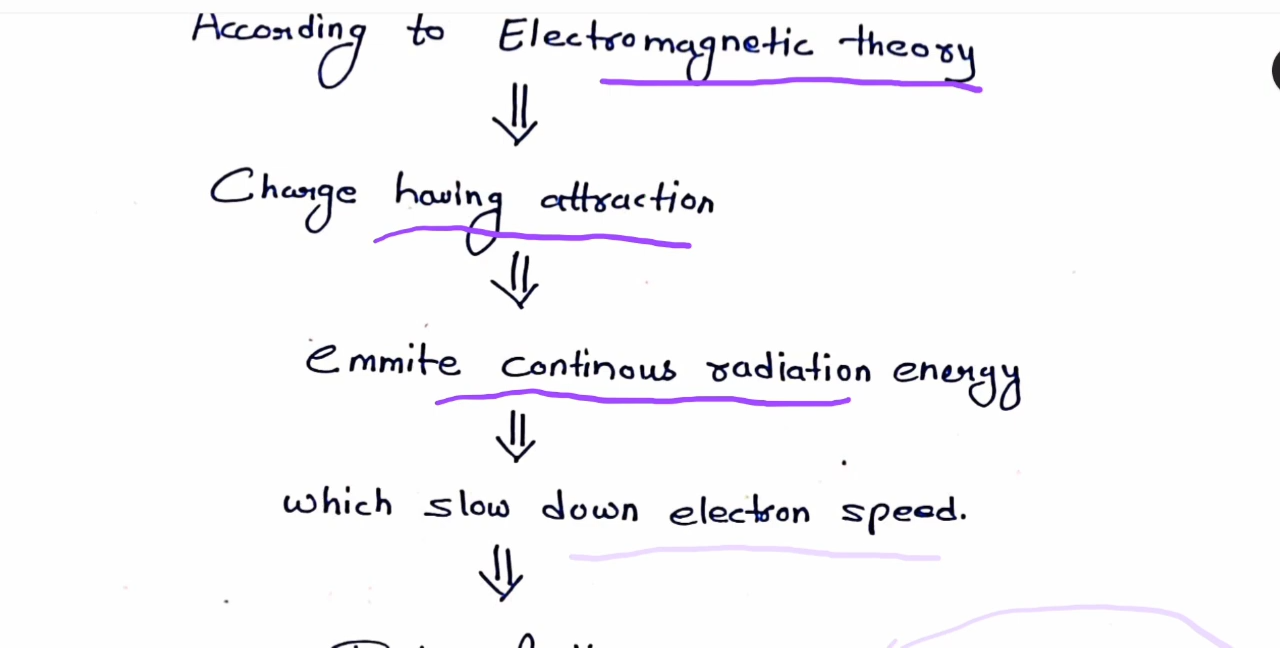 According to Electromagnetic theory
Charge having attraction
emmite continous radiation energy
which slow down electron speed.